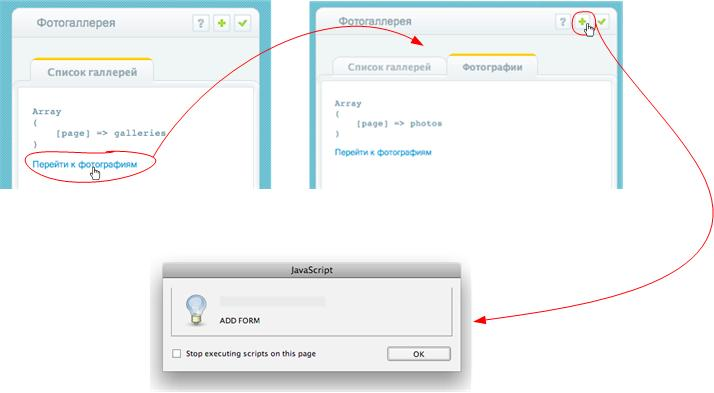 Фотогаллерея
?
Список галлерей
Array
(
[page] => galleries
)
Перейти к фотографиям
Фотогаллерея
?
Список галлерей
Фотографии
Array
(
[page] => photos
)
Перейти к фотографиям
JavaScript
ADD FORM
Stop executing scripts on this page
OK